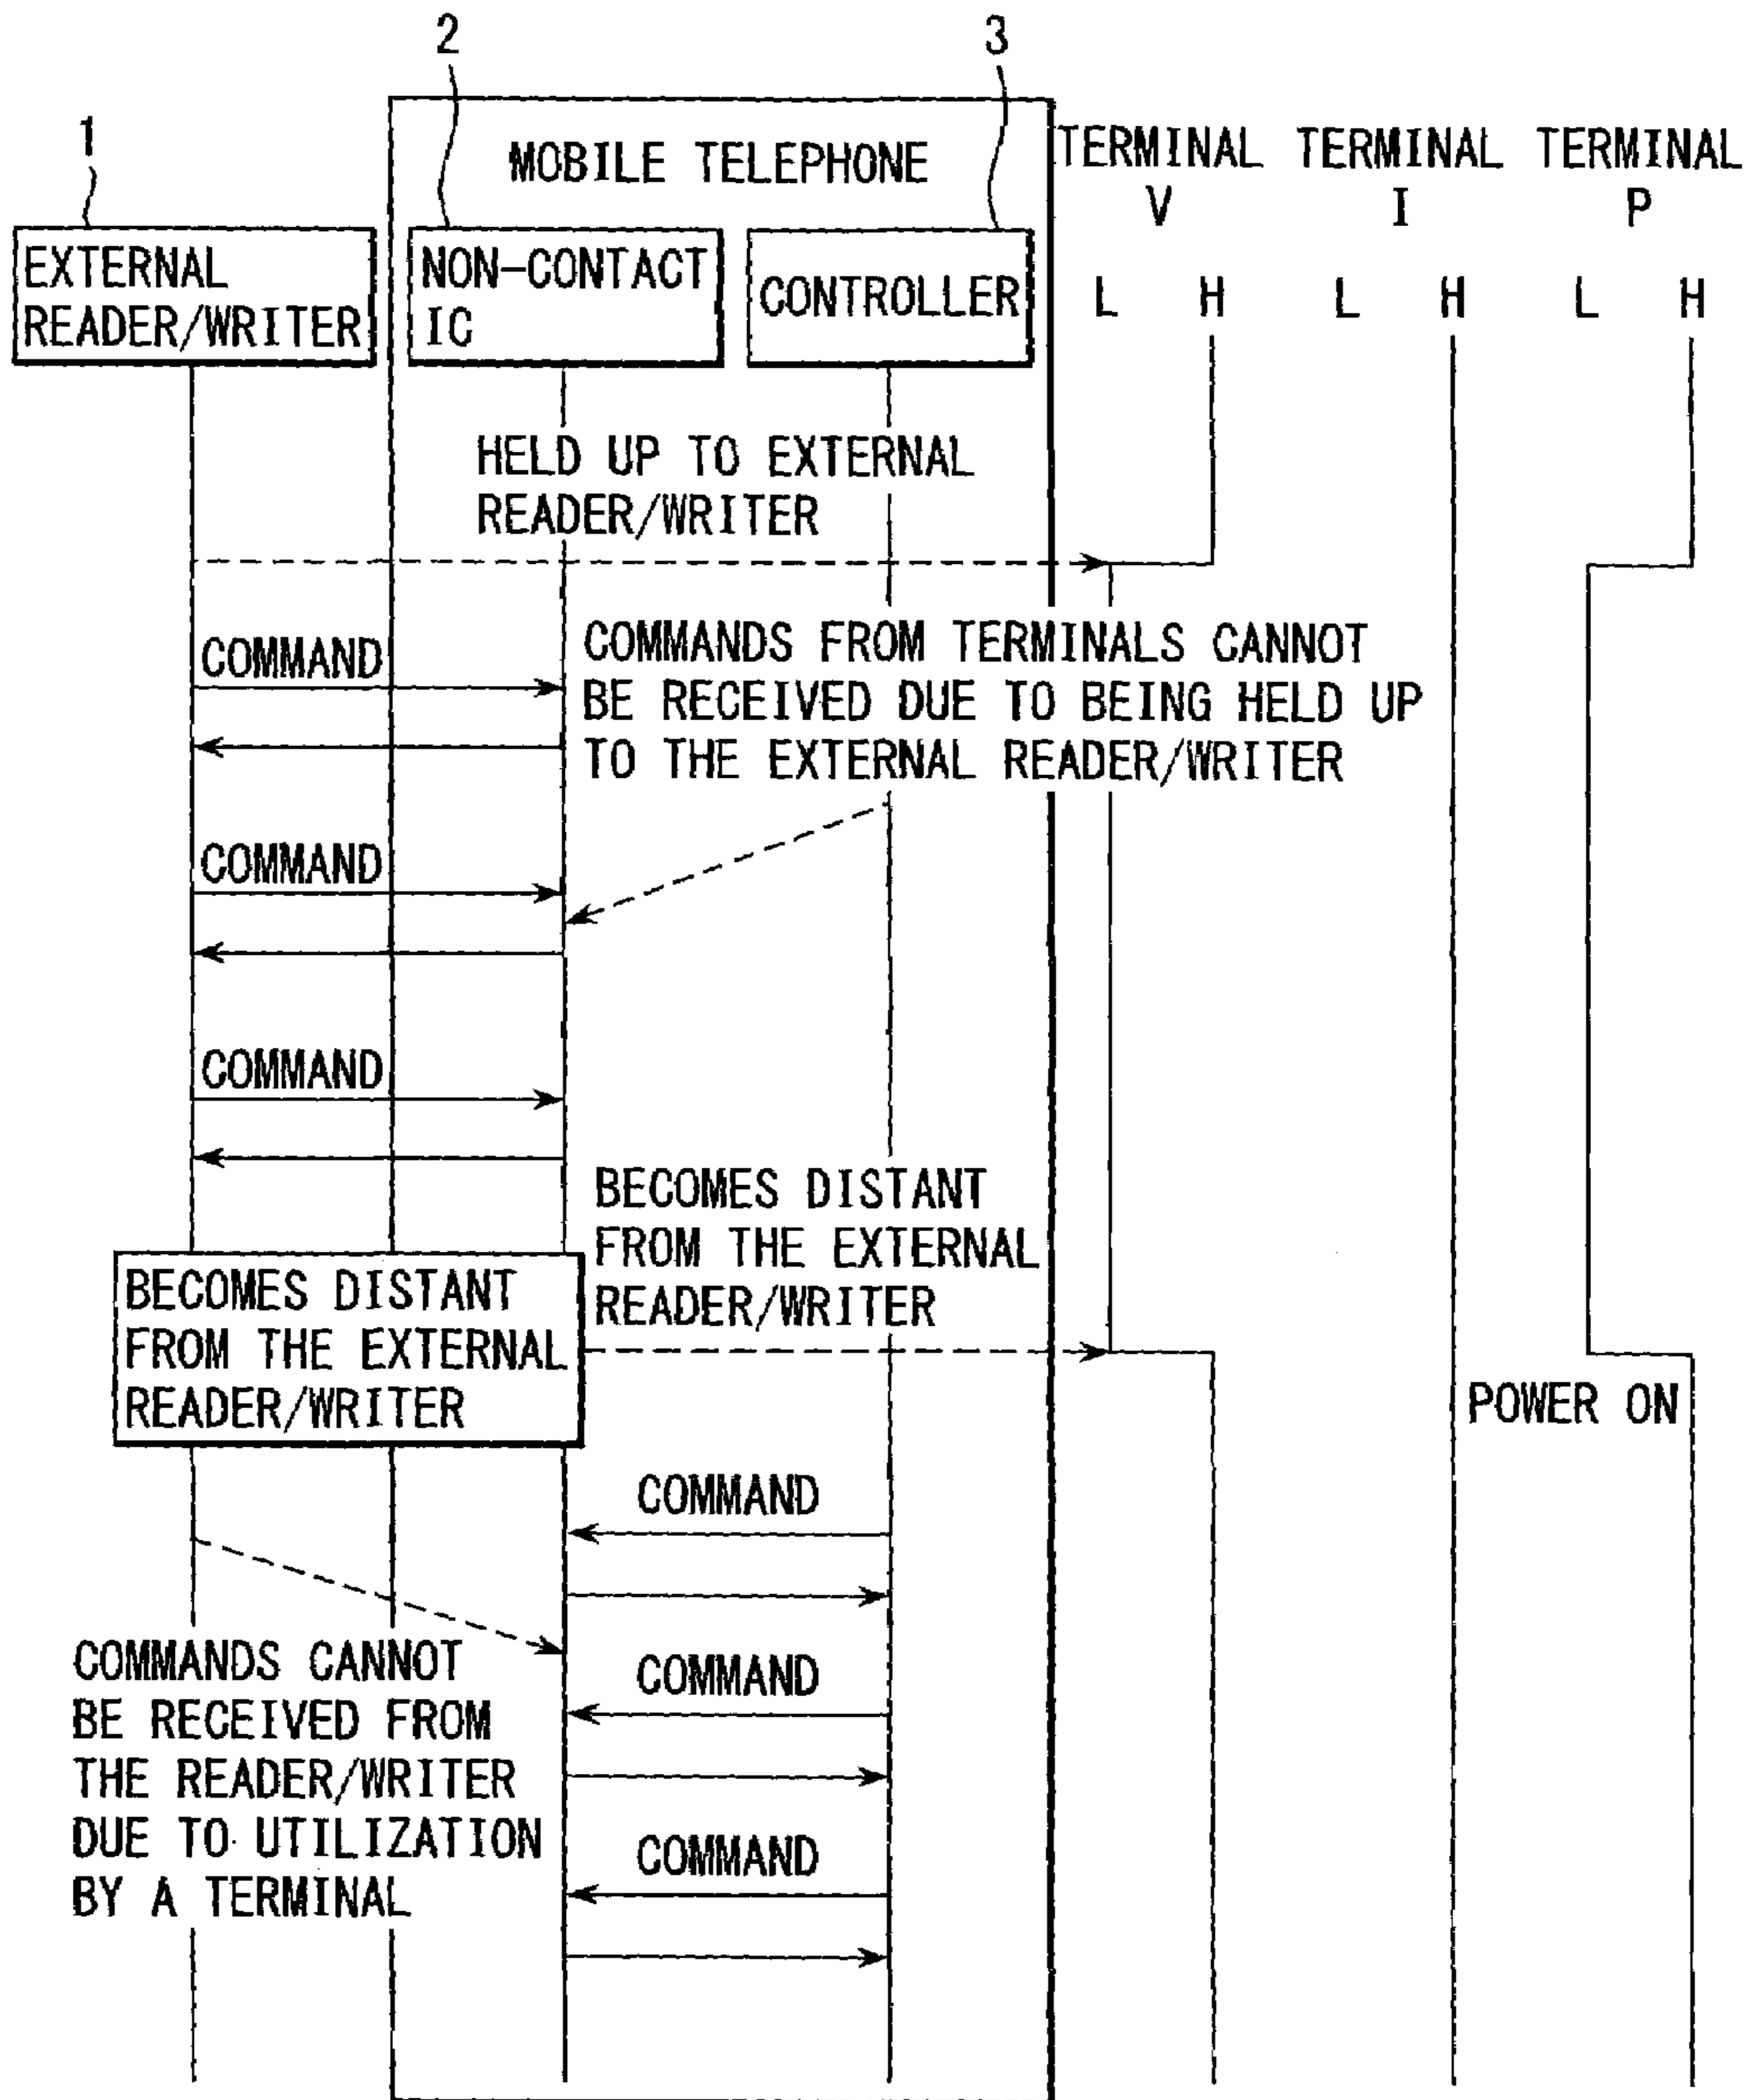 2
3
1
MOBILE TELEPHONE
TERMINAL TERMINAL TERMINAL
V I P
EXTERNAL
READER/WRITER
NON-CONTACT
IC
CONTROLLER
L H L H L H
HELD UP TO EXTERNAL
READER/WRITER
COMMAND
COMMANDS FROM TERMINALS CANNOT
BE RECEIVED DUE TO BEING HELD UP
TO THE EXTERNAL READER/WRITER
COMMAND
COMMAND
BECOMES DISTANT
FROM THE EXTERNAL
READER/WRITER
BECOMES DISTANT
FROM THE EXTERNAL
READER/WRITER
POWER ON
COMMAND
COMMANDS CANNOT
BE RECEIVED FROM
THE READER/WRITER
DUE TO UTILIZATION
BY A TERMINAL
COMMAND
COMMAND